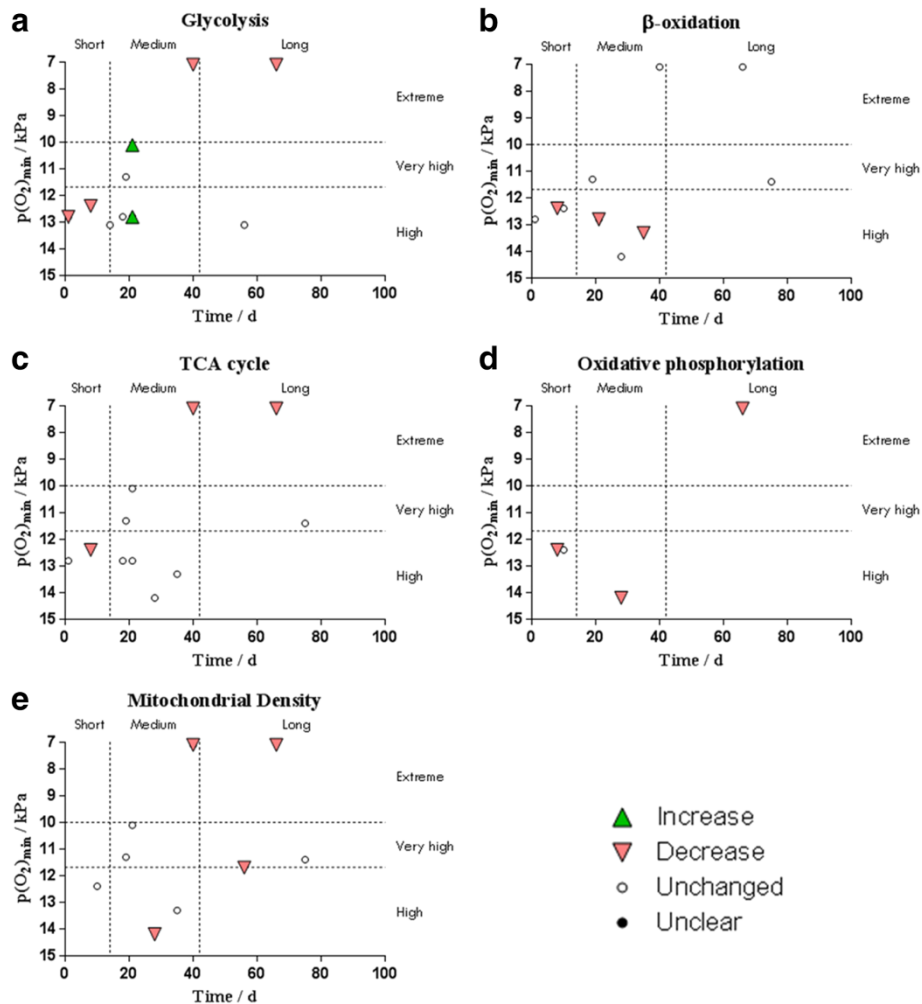 a
Glycolysis
Short Medium Long
7
8
9
10
11
12
13
14
15
p(O2)min / kPa
Extreme
Very high
High
0 20 40 60 80 100
Time / d
b
β-oxidation
Short Medium Long
7
8
9
10
11
12
13
14
15
p(O2)min / kPa
Extreme
Very high
High
0 20 40 60 80 100
Time / d
c
TCA cycle
Short Medium Long
7
8
9
10
11
12
13
14
15
p(O2)min / kPa
Extreme
Very high
High
0 20 40 60 80 100
Time / d
d
Oxidative phosphorylation
Short Medium Long
7
8
9
10
11
12
13
14
15
p(O2)min / kPa
Extreme
Very high
High
0 20 40 60 80 100
Time / d
e
Mitochondrial Density
Short Medium Long
7
8
9
10
11
12
13
14
15
p(O2)min / kPa
Extreme
Very high
High
0 20 40 60 80 100
Time / d
Increase
Decrease
Unchanged
Unclear